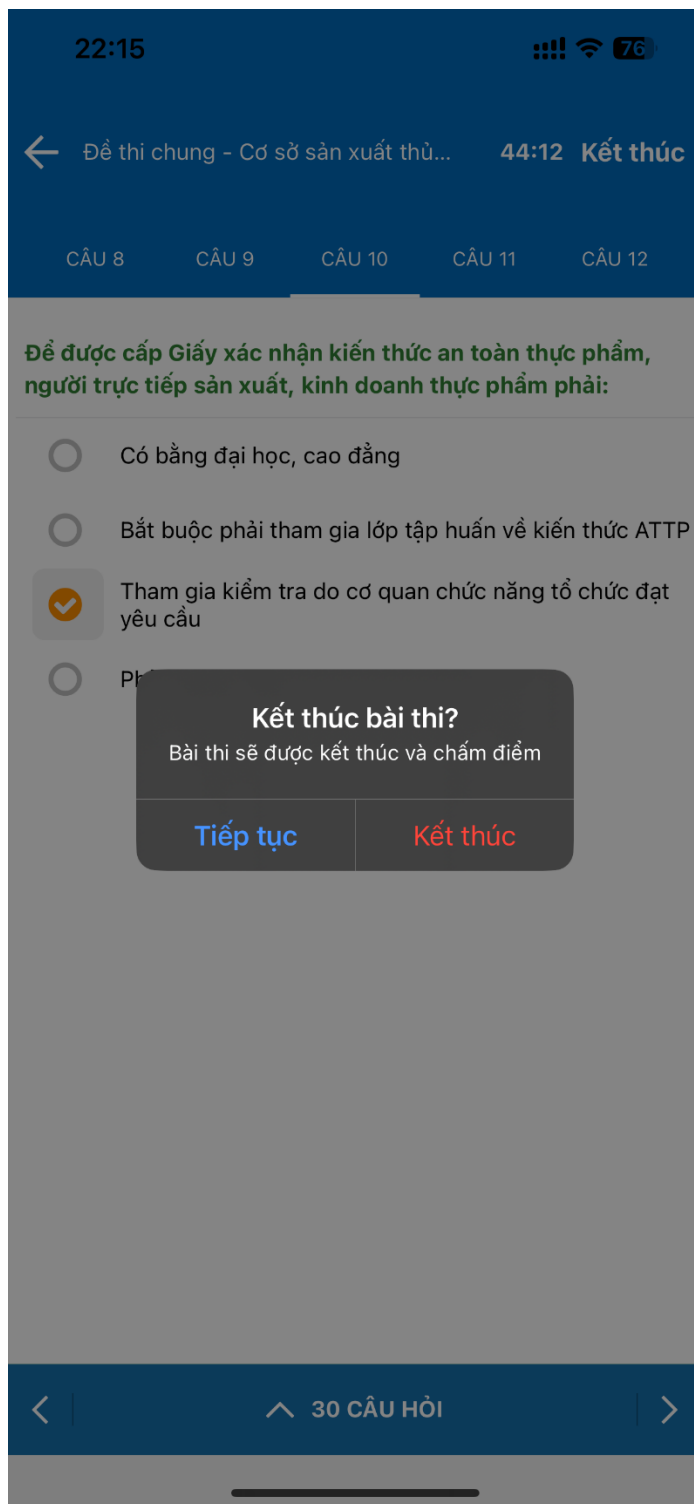 22:15
76
Đề thi chung - Cơ sở sản xuất thủ...
44:12
Kết thúc
CÂU 8
CÂU 9
CÂU 10
CÂU 11
CÂU 12
Để được cấp Giấy xác nhận kiến thức an toàn thực phẩm,
người trực tiếp sản xuất, kinh doanh thực phẩm phải:
Có bằng đại học, cao đẳng
Bắt buộc phải tham gia lớp tập huấn về kiến thức ATTP
Tham gia kiểm tra do cơ quan chức năng tổ chức đạt
yêu cầu
Kết thúc bài thi?
Bài thi sẽ được kết thúc và chấm điểm
Tiếp tục
Kết thúc
30 CÂU HỎI